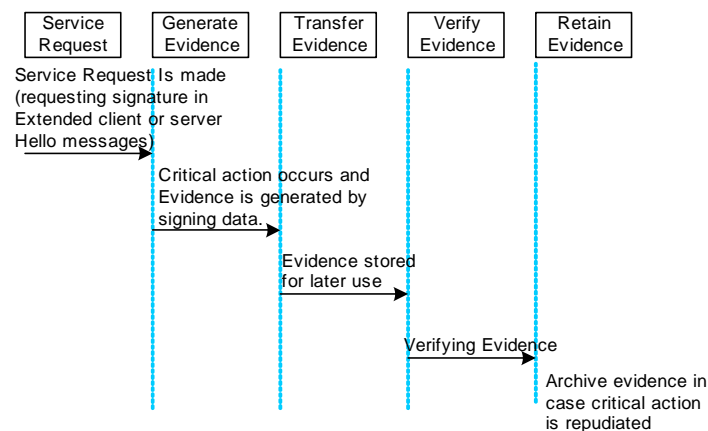 Service
Request
Generate
Evidence
Transfer
Evidence
Verify
Evidence
Retain
Evidence
Service Request Is made
(requesting signature in
Extended client or server
Hello messages)
Critical action occurs and
Evidence is generated by
signing data.
Evidence stored
for later use
Verifying Evidence
Archive evidence in
case critical action
is repudiated